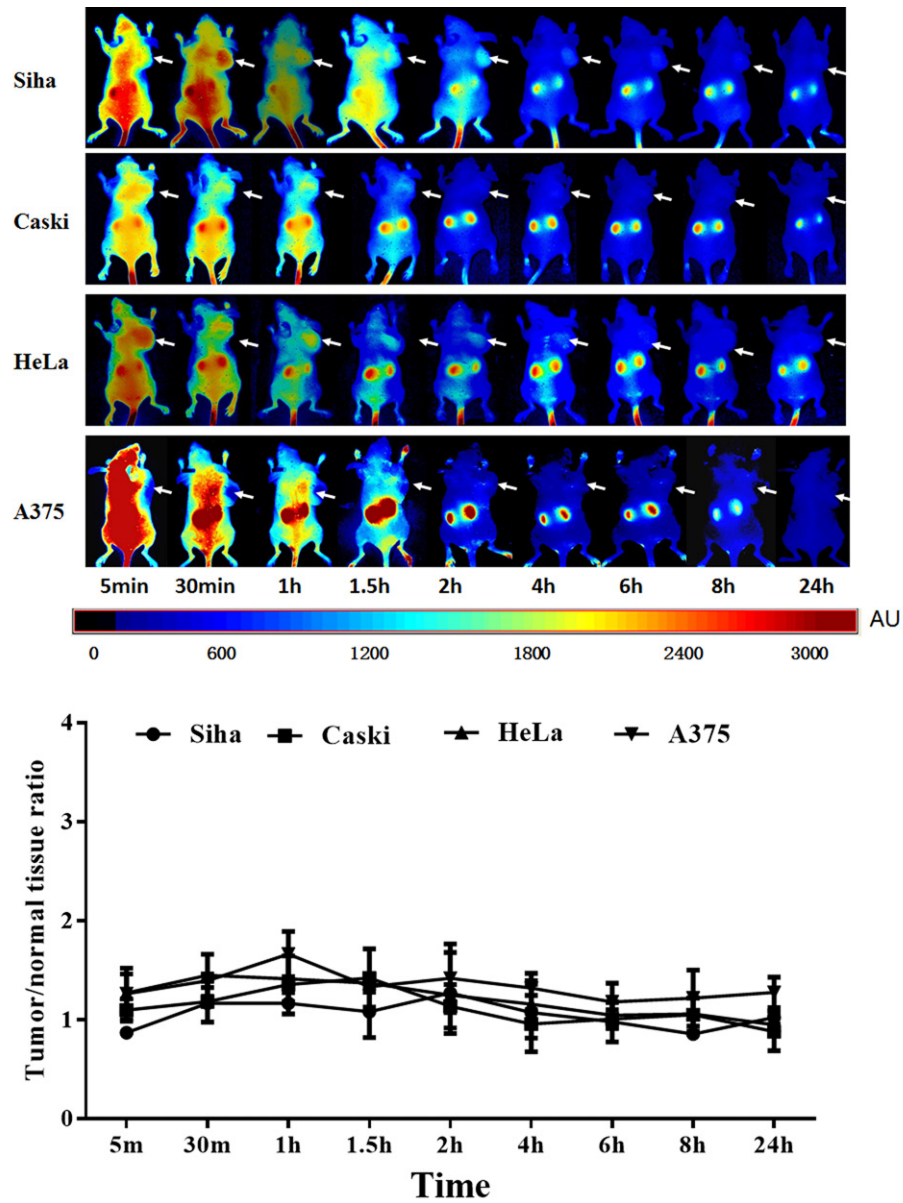 Siha
Caski
HeLa
A375
5min 30min 1h 1.5h 2h 4h 6h 8h 24h
AU
0 600 1200 1800 2400 3000
Siha Caski HeLa A375
Tumor/normal tissue ratio
4
3
2
1
0
5m 30m 1h 1.5h 2h 4h 6h 8h 24h
Time